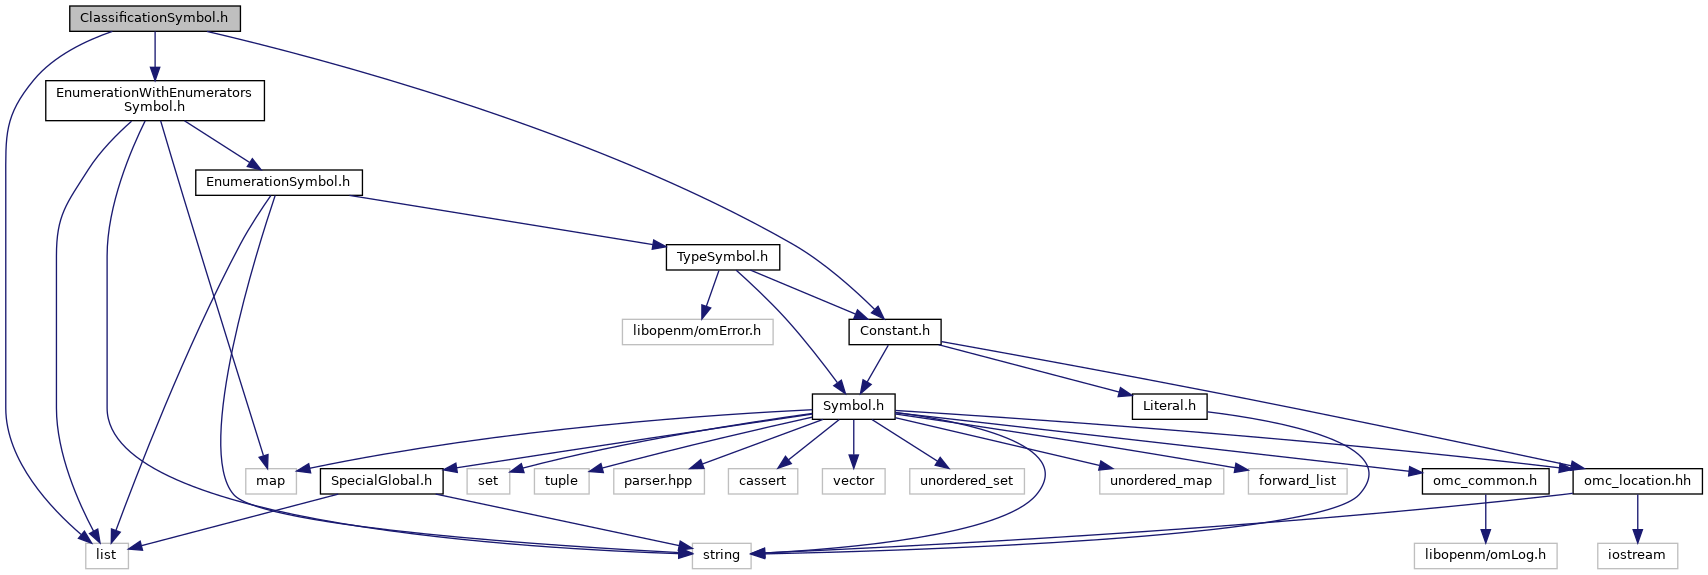 ClassificationSymbol.h
EnumerationWithEnumerators
Symbol.h
EnumerationSymbol.h
TypeSymbol.h
libopenm/omError.h
Constant.h
Symbol.h
Literal.h
map
SpecialGlobal.h
set
tuple
parser.hpp
cassert
vector
unordered_set
unordered_map
forward_list
omc_common.h
omc_location.hh
list
string
libopenm/omLog.h
iostream